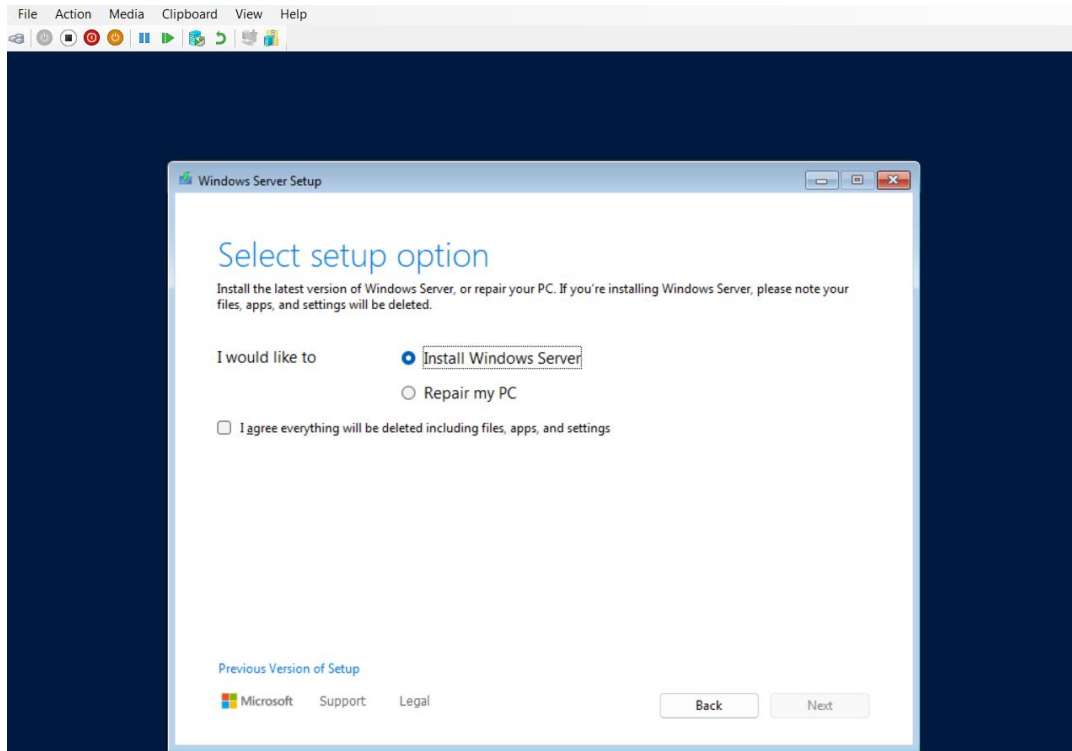 File Action Media Clipboard View Help
Windows Server Setup
Select setup option
Install the latest version of Windows Server, or repair your PC. If you're installing Windows Server, please note your
files, apps, and settings will be deleted.
I would like to
Install Windows Server
Repair my PC
I agree everything will be deleted including files, apps, and settings
Previous Version of Setup
Microsoft Support Legal
Back Next